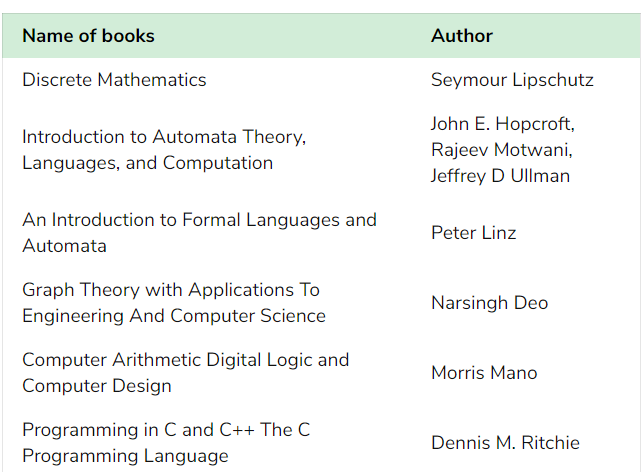 Name of books Author
Discrete Mathematics Seymour Lipschutz
Introduction to Automata Theory,
Languages, and Computation
John E. Hopcroft,
Rajeev Motwani,
Jeffrey D Ullman
An Introduction to Formal Languages and
Automata
Peter Linz
Graph Theory with Applications To
Engineering And Computer Science
Narsingh Deo
Computer Arithmetic Digital Logic and
Computer Design
Morris Mano
Programming in C and C++ The C
Programming Language
Dennis M. Ritchie